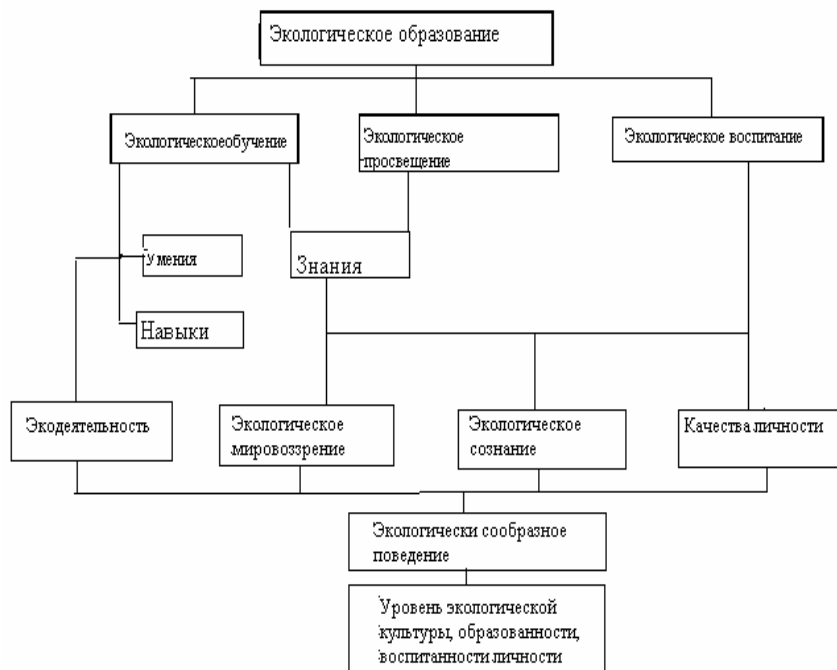 Экологическое образование
Экологическоеобучение
Экологическое
просвещение
Экологическое воспитание
Умения
Знания
Навыки
Экодеятельность
Экологическое
мировоззрение
Экологическое
сознание
Качества личности
Экологически сообразное
поведение
Уровень экологической
культуры, образованности,
воспитанности личности